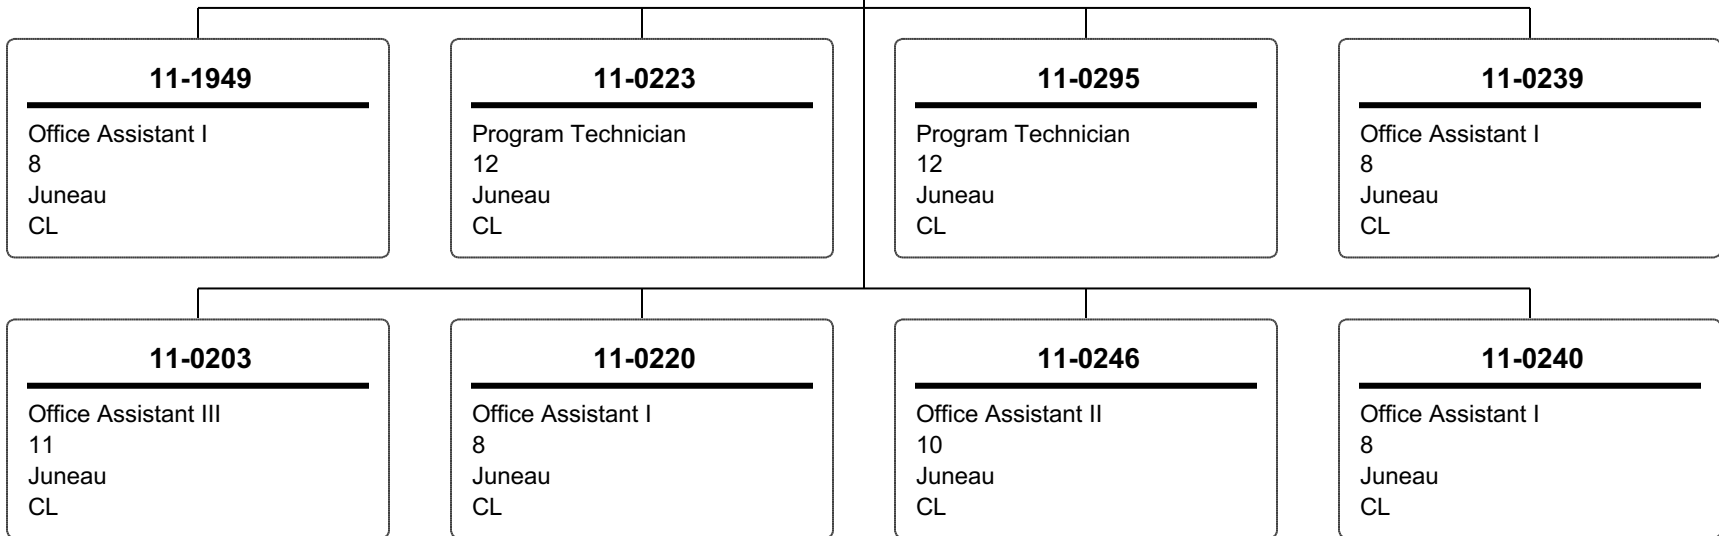 11-1949
Office Assistant I
8
Juneau
CL
11-0223
Program Technician
12
Juneau
CL
11-0295
Program Technician
12
Juneau
CL
11-0239
Office Assistant I
8
Juneau
CL
11-0203
Office Assistant III
11
Juneau
CL
11-0220
Office Assistant I
8
Juneau
CL
11-0246
Office Assistant II
10
Juneau
CL
11-0240
Office Assistant I
8
Juneau
CL